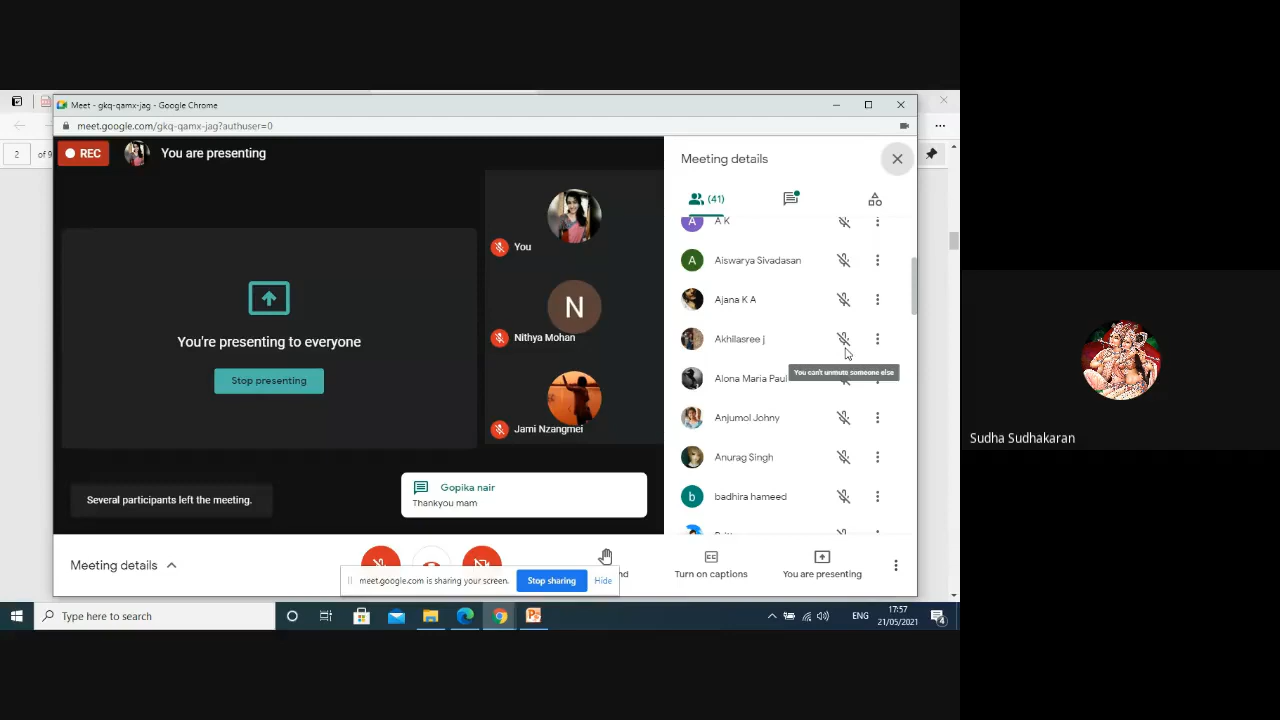 Meet - gkq-qamx-jag - Google Chrome
meet.google.com/gkq-qamx-jag?authuser=0
2 of 9
REC You are presenting
Meeting details
(41)
A A K
You
A Aiswarya Sivadasan
Ajana K A
N
Nithya Mohan
You're presenting to everyone
Akhilasree j
You can't unmute someone else
Stop presenting
Alona Maria Paul
Anjumol Johny
Jami Nzangmei
Sudha Sudhakaran
Anurag Singh
Several participants left the meeting.
Gopika nair
Thankyou mam
b badhira hameed
Meeting details
Turn on captions
You are presenting
meet.google.com is sharing your screen.
Stop sharing
Hide
Type here to search
ENG
17:57
21/05/2021
4